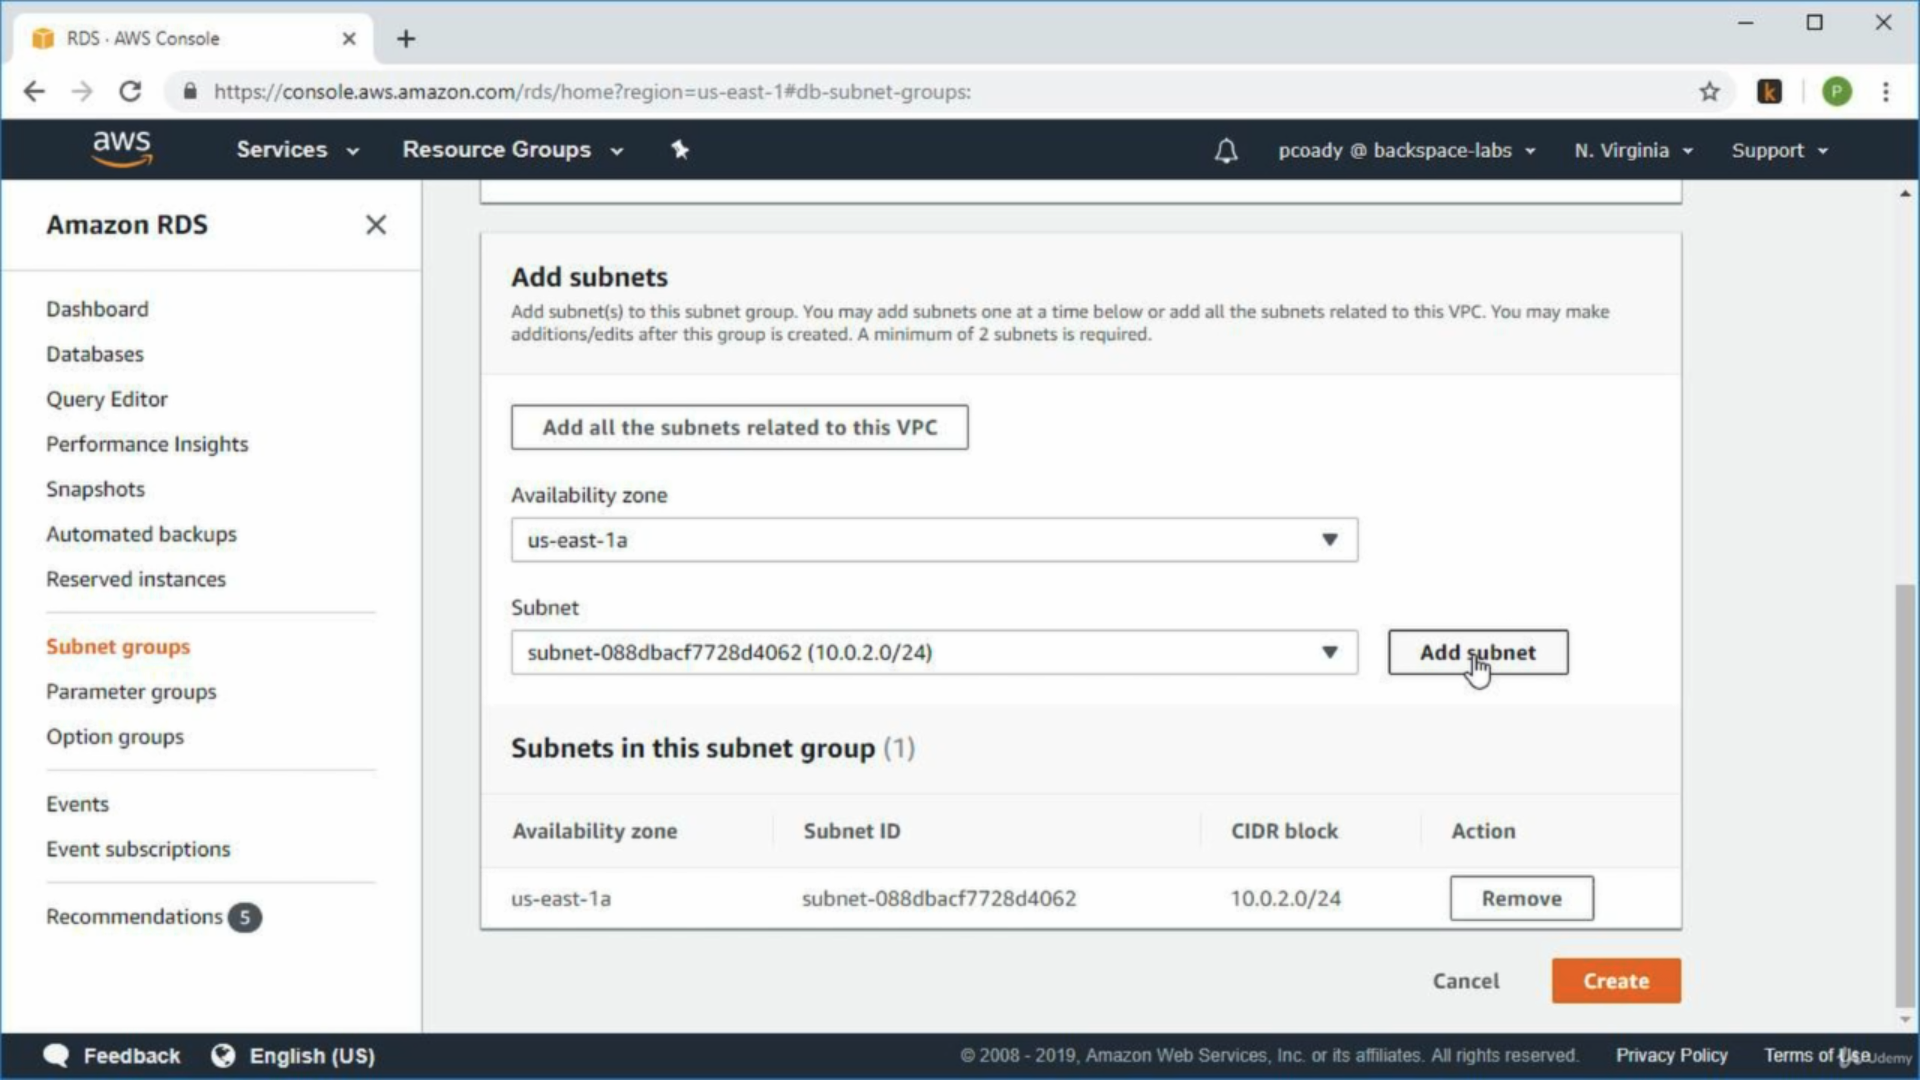 RDS · AWS Console
https://console.aws.amazon.com/rds/home?region=us-east-1#db-subnet-groups:
k
P
aws
Services
Resource Groups
pcoady @ backspace-labs
N. Virginia
Support
Amazon RDS
Dashboard
Databases
Query Editor
Performance Insights
Snapshots
Automated backups
Reserved instances
Subnet groups
Parameter groups
Option groups
Events
Event subscriptions
Recommendations 5
Add subnets
Add subnet(s) to this subnet group. You may add subnets one at a time below or add all the subnets related to this VPC. You may make
additions/edits after this group is created. A minimum of 2 subnets is required.
Add all the subnets related to this VPC
Availability zone
us-east-1a
Subnet
subnet-088dbacf7728d4062 (10.0.2.0/24)
Add subnet
Subnets in this subnet group (1)
Availability zone Subnet ID CIDR block Action
us-east-1a subnet-088dbacf7728d4062 10.0.2.0/24 Remove
Cancel Create
Feedback English (US)
© 2008 - 2019, Amazon Web Services, Inc. or its affiliates. All rights reserved. Privacy Policy Terms of Use
Udemy